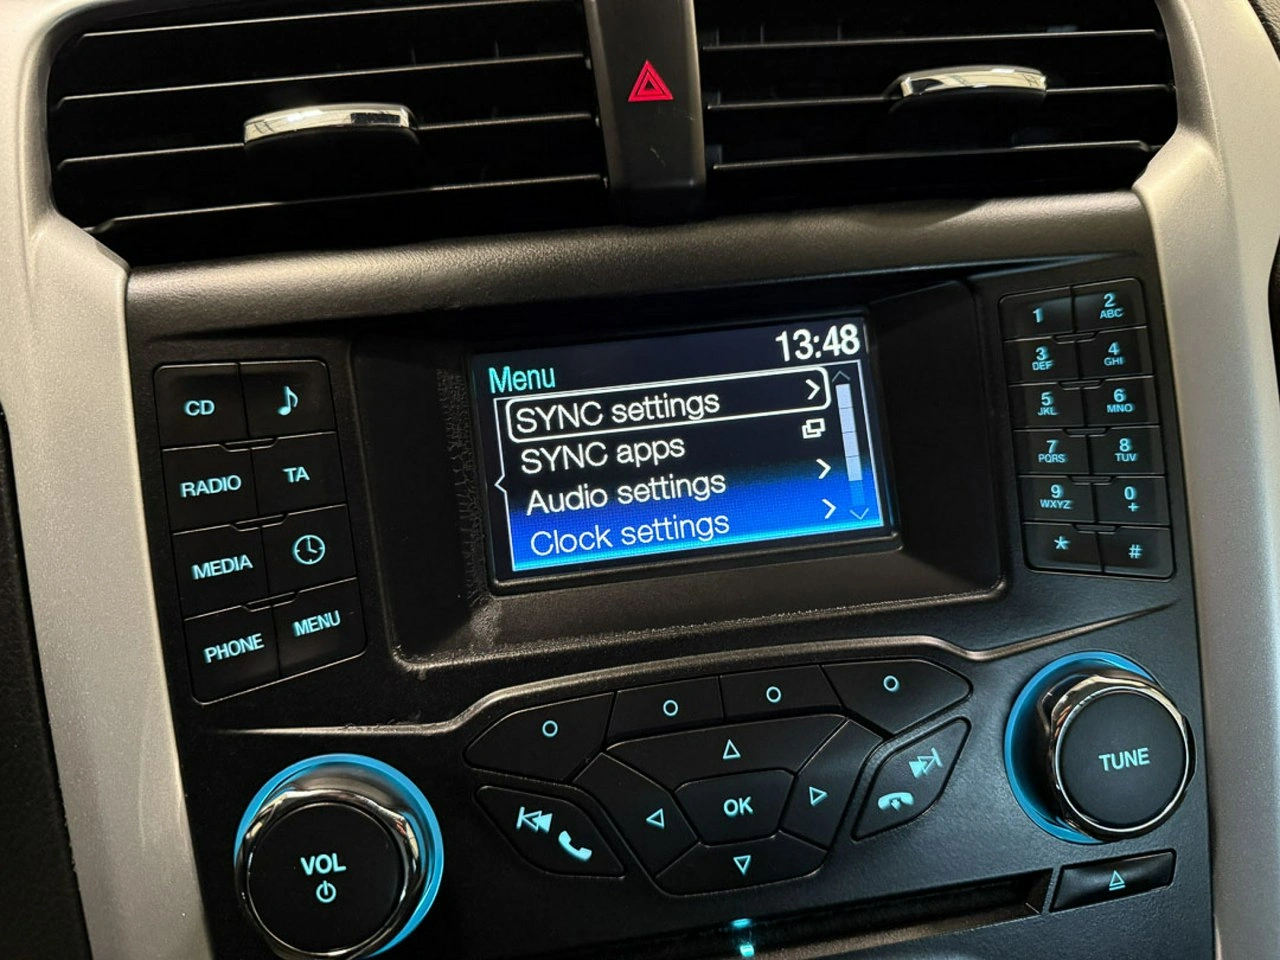 13:48
Menu
SYNC settings
SYNC apps
Audio settings
Clock settings
CD
RADIO
TA
MEDIA
PHONE
MENU
1
2
ABC
3
DEF
4
GHI
5
JKL
6
MNO
7
PQRS
8
TUV
9
WXYZ
0
+
*
#
OK
VOL
TUNE